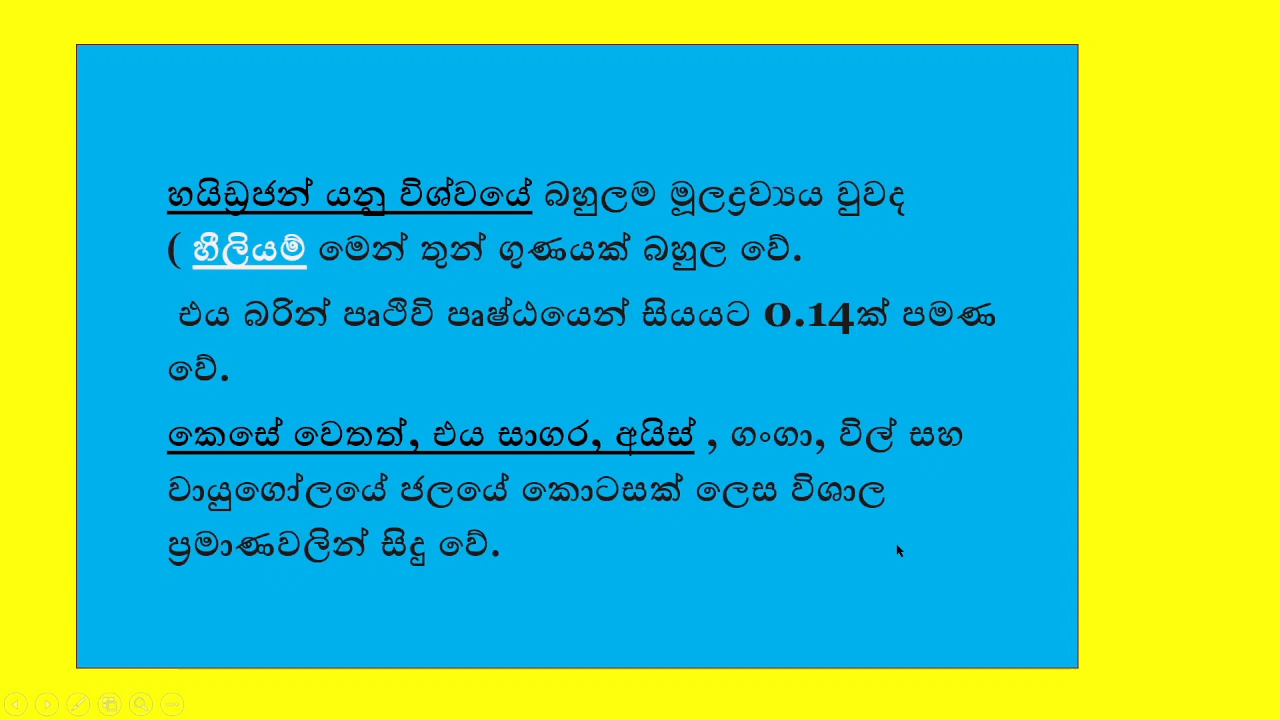 හයිඩ්‍රජන් යනු විශ්වයේ බහුලම මූලද්‍රව්‍යය වුවද
( හීලියම් මෙන් තුන් ගුණයක් බහුල වේ.
එය බරින් පෘථිවි පෘෂ්ඨයෙන් සියයට 0.14ක් පමණ
වේ.
කෙසේ වෙතත්, එය සාගර, අයිස් , ගංගා, විල් සහ
වායුගෝලයේ ජලයේ කොටසක් ලෙස විශාල
ප්‍රමාණවලින් සිදු වේ.